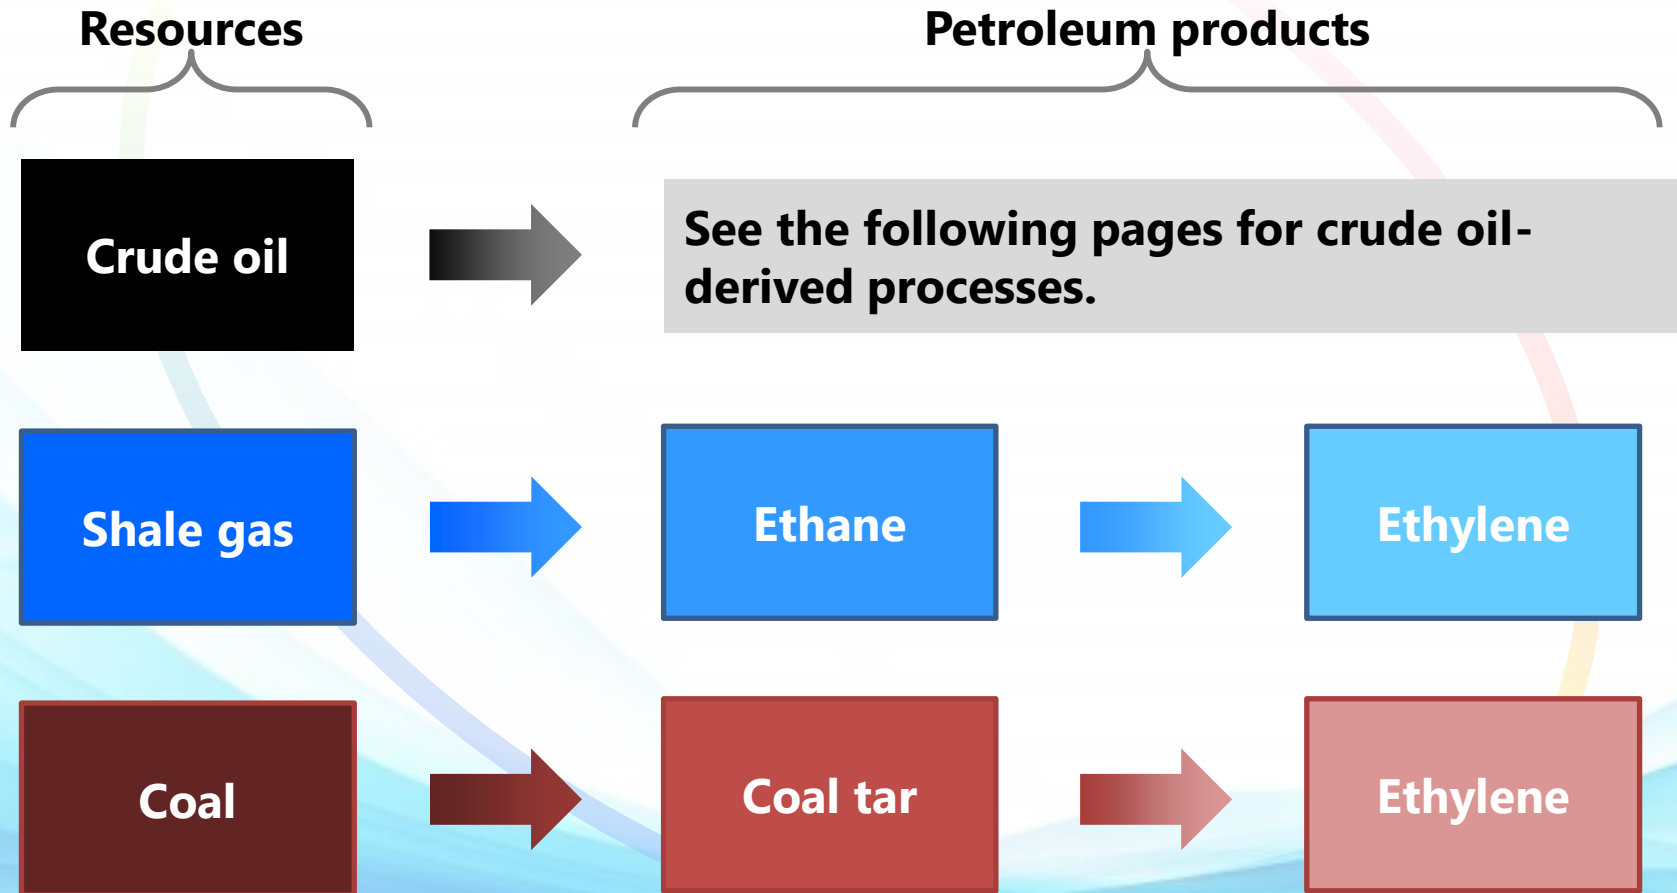 Resources
Petroleum products
Crude oil
See the following pages for crude oil-
derived processes.
Shale gas
Ethane
Ethylene
Coal
Coal tar
Ethylene